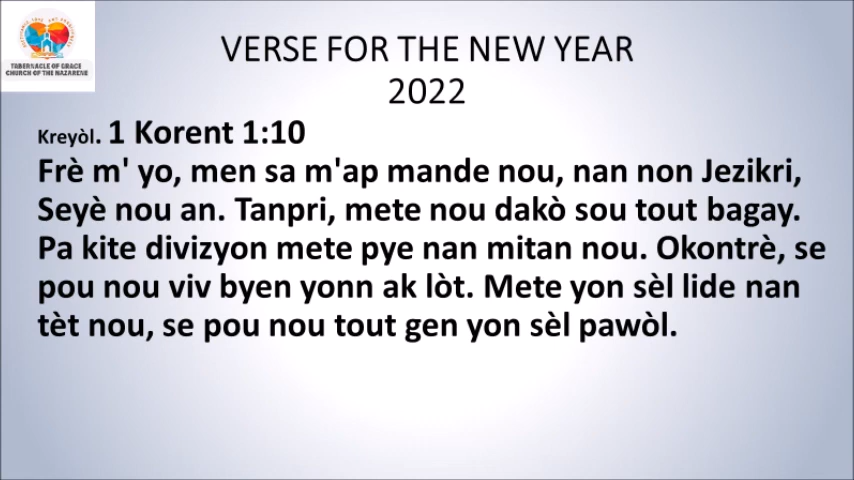 TABERNACLE OF GRACE
CHURCH OF THE NAZARENE
VERSE FOR THE NEW YEAR
2022
Kreyòl. 1 Korent 1:10
Frè m' yo, men sa m'ap mande nou, nan non Jezikri,
Seyè nou an. Tanpri, mete nou dakò sou tout bagay.
Pa kite divizyon mete pye nan mitan nou. Okontrè, se
pou nou viv byen yonn ak lòt. Mete yon sèl lide nan
tèt nou, se pou nou tout gen yon sèl pawòl.